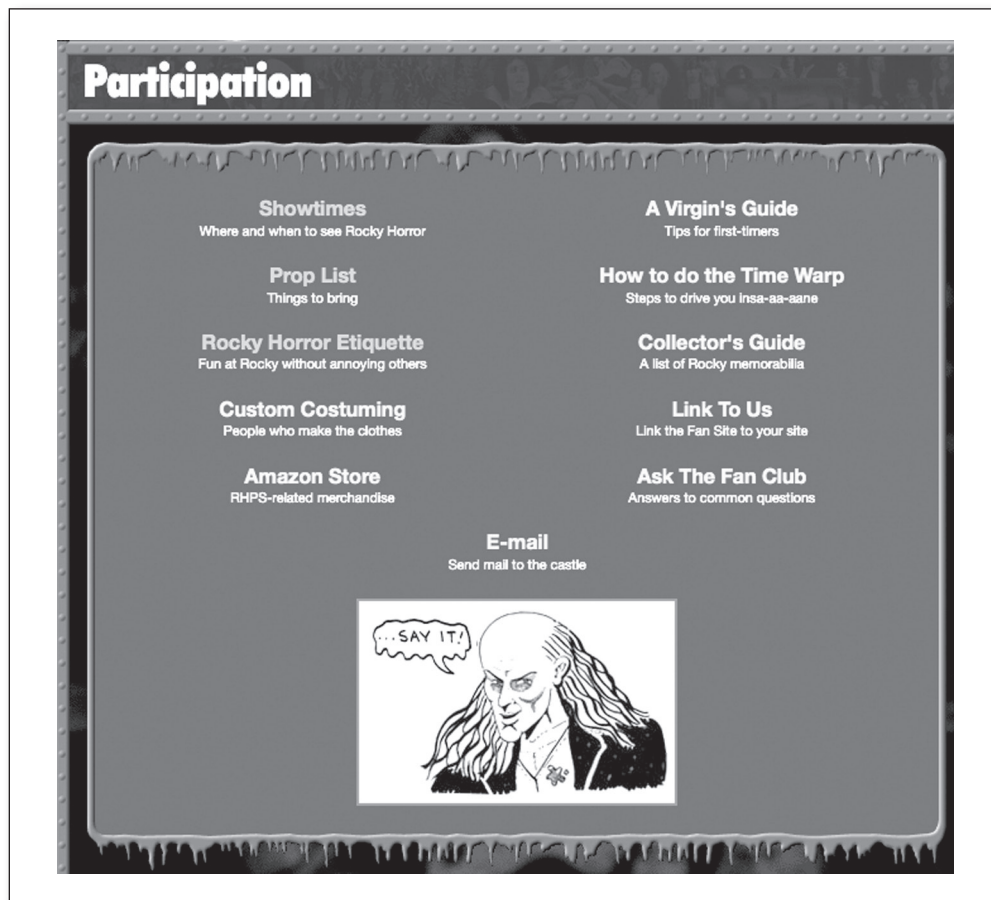 Participation
Showtimes
Where and when to see Rocky Horror
A Virgin's Guide
Tips for first-timers
Prop List
Things to bring
How to do the Time Warp
Steps to drive you insa-aa-aane
Rocky Horror Etiquette
Fun at Rocky without annoying others
Collector's Guide
A list of Rocky memorabilia
Custom Costuming
People who make the clothes
Link To Us
Link the Fan Site to your site
Amazon Store
RHPS-related merchandise
Ask The Fan Club
Answers to common questions
E-mail
Send mail to the castle
...SAY IT!